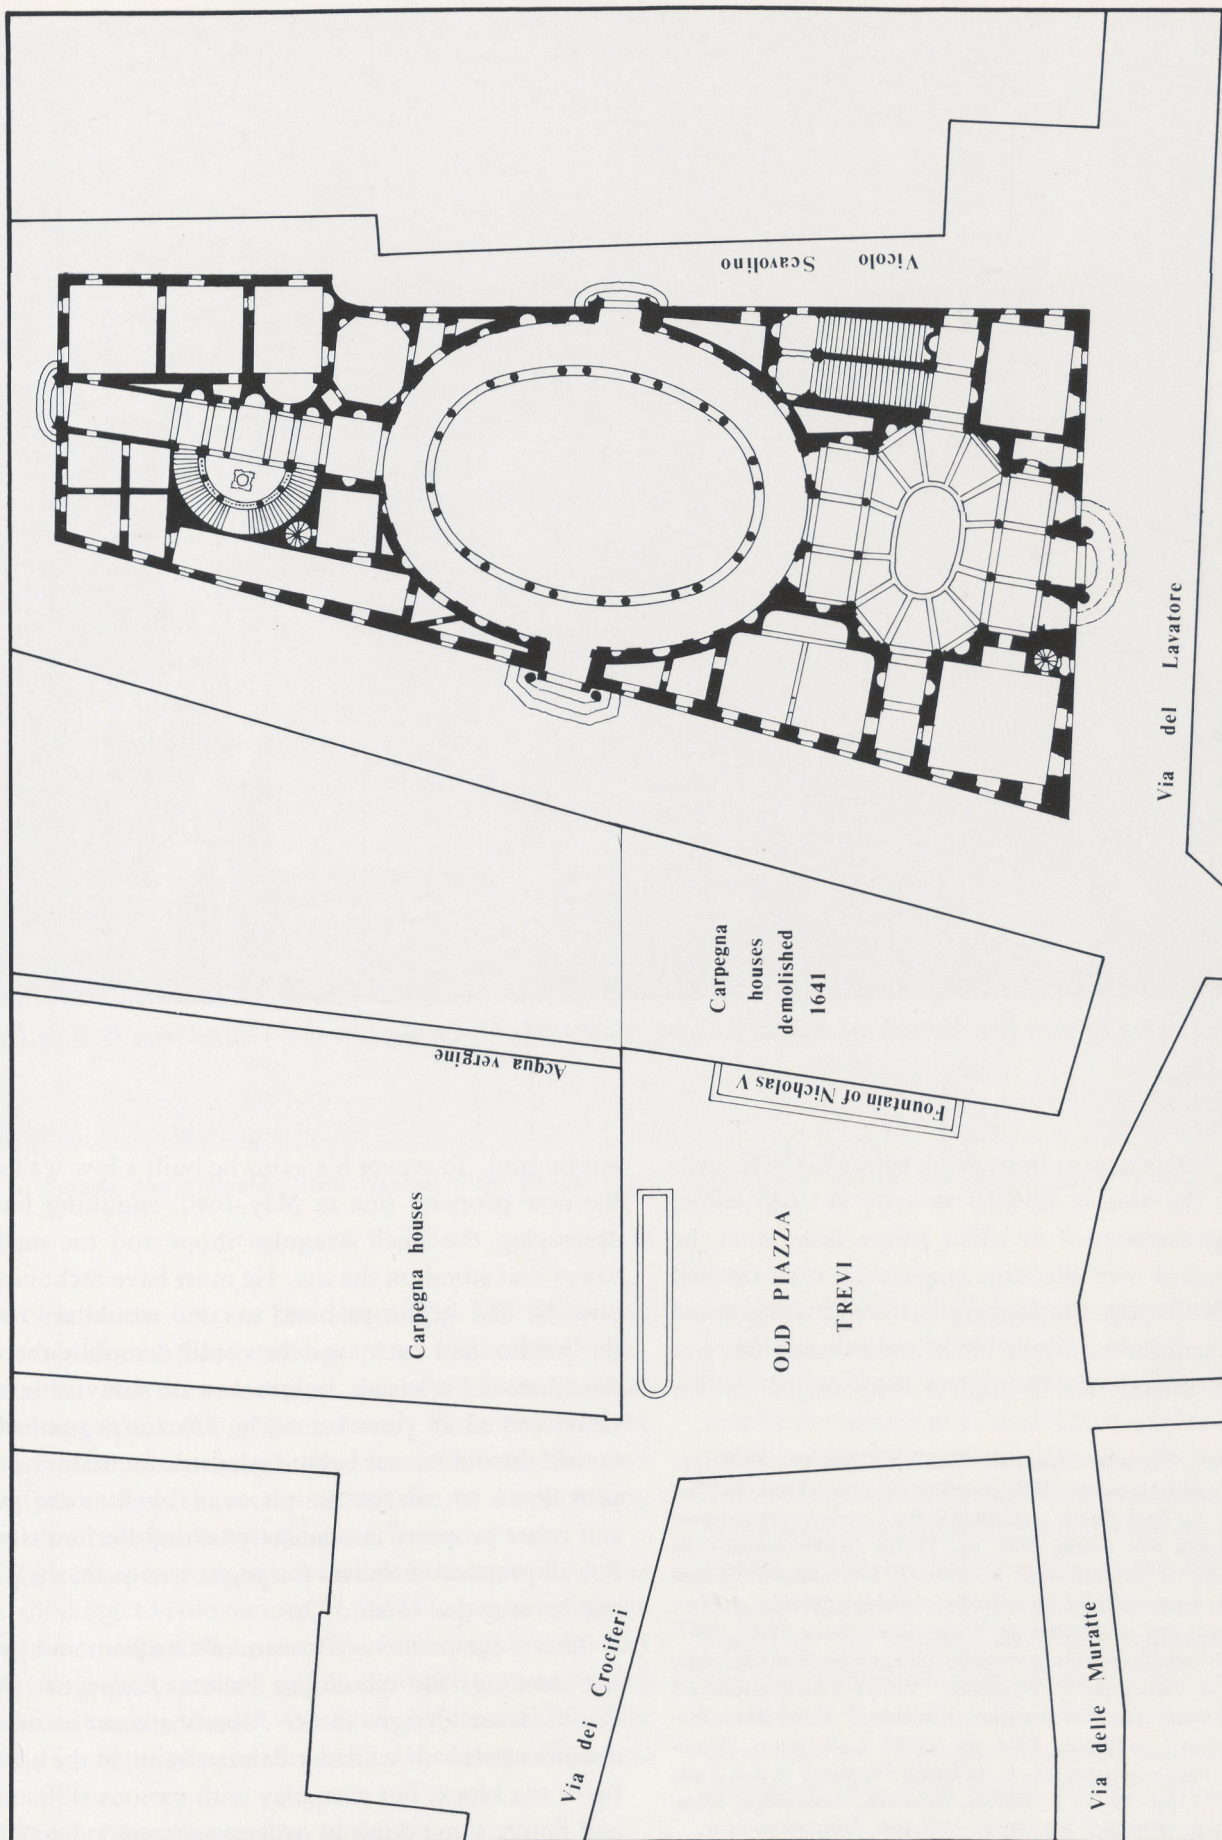 Vicolo Scavolino
Via del Lavatore
Carpegna
houses
demolished
1641
Acqua vergine
Fountain of Nicholas V
Carpegna houses
OLD PIAZZA
TREVI
Via dei Crociferi
Via delle Muratte